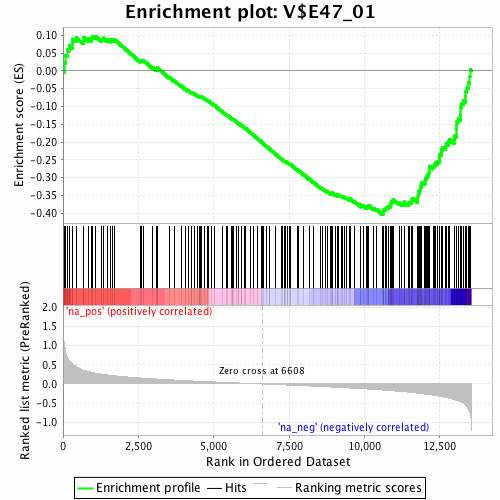 Enrichment plot: V$E47_01
Enrichment score (ES)
0.10
0.05
0.00
-0.05
-0.10
-0.15
-0.20
-0.25
-0.30
-0.35
-0.40
'na_pos' (positively correlated)
Ranked list metric (PreRanked)
2.0
1.5
1.0
0.5
0.0
-0.5
-1.0
Zero cross at 6608
'na_neg' (negatively correlated)
0 2,500 5,000 7,500 10,000 12,500
Rank in Ordered Dataset
Enrichment profile Hits Ranking metric scores